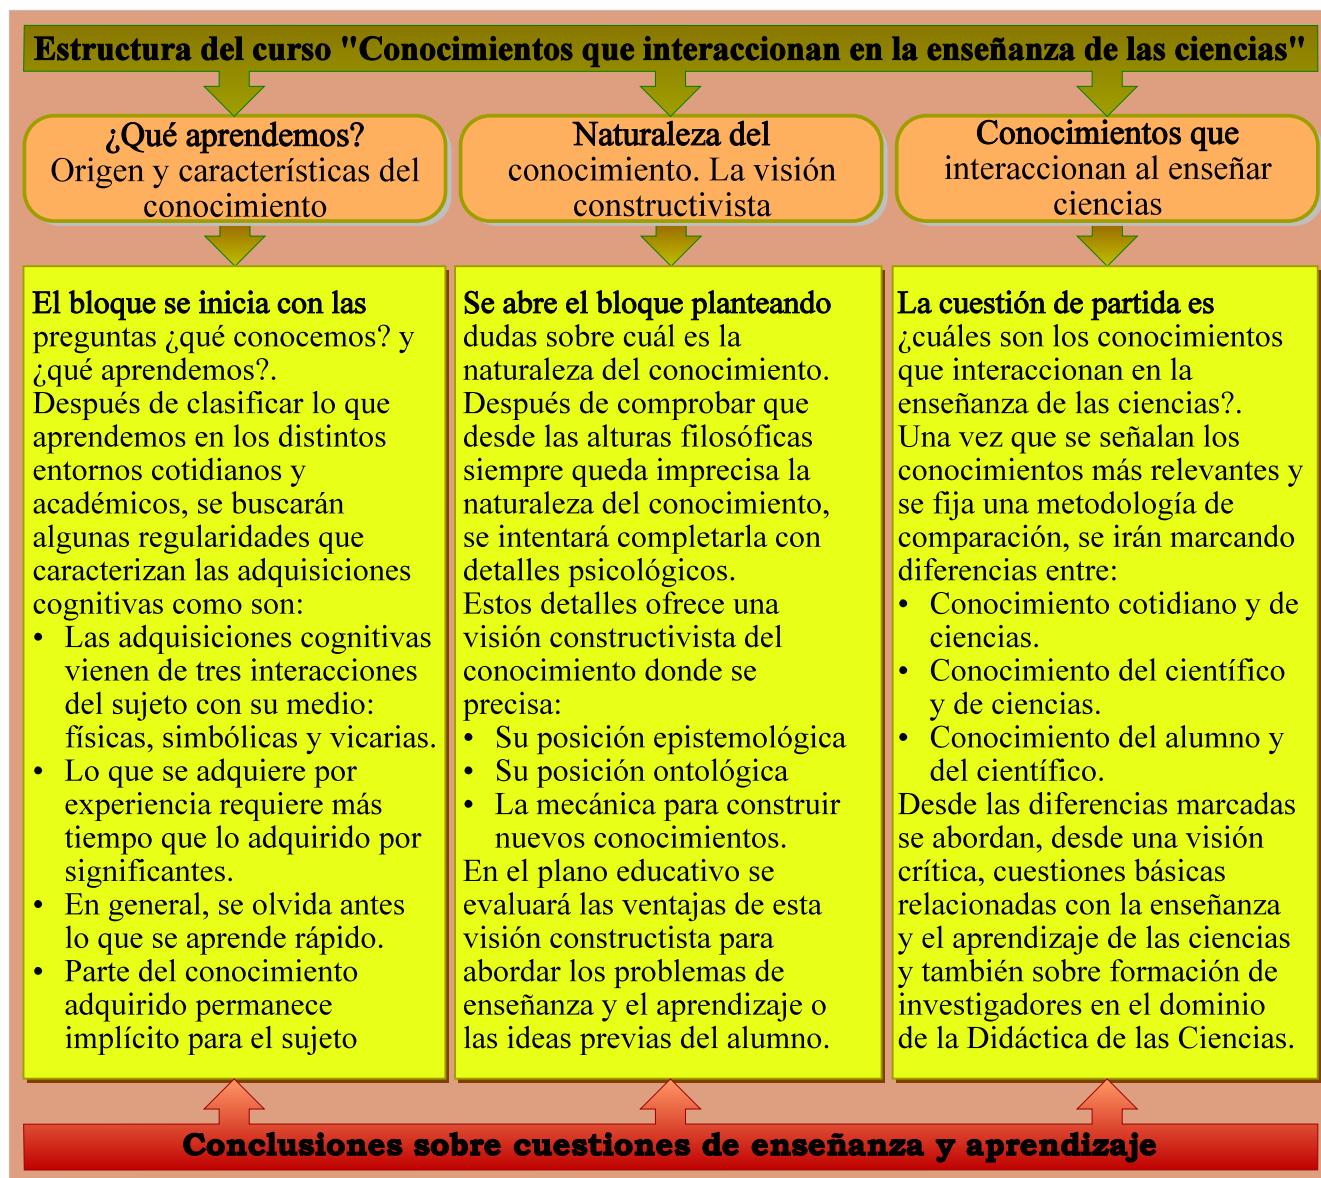 Estructura del curso "Conocimientos que interaccionan en la enseñanza de las ciencias"
¿Qué aprendemos?
Origen y características del
conocimiento
Naturaleza del
conocimiento. La visión
constructivista
Conocimientos que
interaccionan al enseñar
ciencias
El bloque se inicia con las
preguntas ¿qué conocemos? y
¿qué aprendemos?.
Después de clasificar lo que
aprendemos en los distintos
entornos cotidianos y
académicos, se buscarán
algunas regularidades que
caracterizan las adquisiciones
cognitivas como son:
• Las adquisiciones cognitivas
vienen de tres interacciones
del sujeto con su medio:
físicas, simbólicas y vicarias.
• Lo que se adquiere por
experiencia requiere más
tiempo que lo adquirido por
significantes.
• En general, se olvida antes
lo que se aprende rápido.
• Parte del conocimiento
adquirido permanece
implícito para el sujeto
Se abre el bloque planteando
dudas sobre cuál es la
naturaleza del conocimiento.
Después de comprobar que
desde las alturas filosóficas
siempre queda imprecisa la
naturaleza del conocimiento,
se intentará completarla con
detalles psicológicos.
Estos detalles ofrece una
visión constructivista del
conocimiento donde se
precisa:
• Su posición epistemológica
• Su posición ontológica
• La mecánica para construir
nuevos conocimientos.
En el plano educativo se
evaluará las ventajas de esta
visión constructista para
abordar los problemas de
enseñanza y el aprendizaje o
las ideas previas del alumno.
La cuestión de partida es
¿cuáles son los conocimientos
que interaccionan en la
enseñanza de las ciencias?.
Una vez que se señalan los
conocimientos más relevantes y
se fija una metodología de
comparación, se irán marcando
diferencias entre:
• Conocimiento cotidiano y de
ciencias.
• Conocimiento del científico
y de ciencias.
• Conocimiento del alumno y
del científico.
Desde las diferencias marcadas
se abordan, desde una visión
crítica, cuestiones básicas
relacionadas con la enseñanza
y el aprendizaje de las ciencias
y también sobre formación de
investigadores en el dominio
de la Didáctica de las Ciencias.
Conclusiones sobre cuestiones de enseñanza y aprendizaje